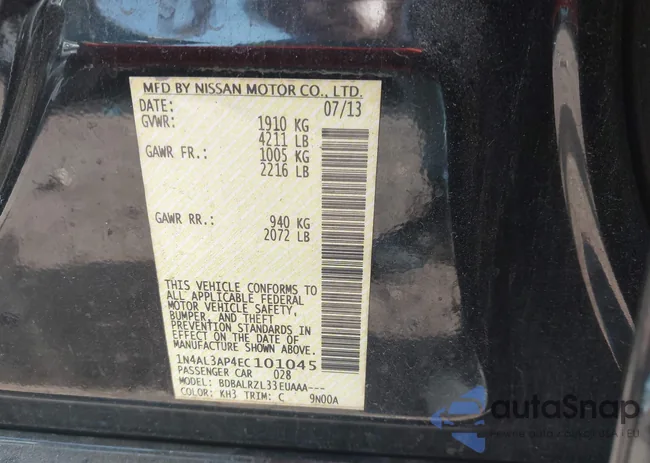 MFD BY NISSAN MOTOR CO., LTD.
DATE: 07/13
GVWR: 1910 KG
4211 LB
GAWR FR.: 1005 KG
2216 LB
GAWR RR.: 940 KG
2072 LB
THIS VEHICLE CONFORMS TO
ALL APPLICABLE FEDERAL
MOTOR VEHICLE SAFETY,
BUMPER, AND THEFT
PREVENTION STANDARDS IN
EFFECT ON THE DATE OF
MANUFACTURE SHOWN ABOVE.
1N4AL3AP4EC101045
PASSENGER CAR 028
MODEL: BDBALRZL33EUAAA---
COLOR: KH3 TRIM: C 9N00A
autaSnap